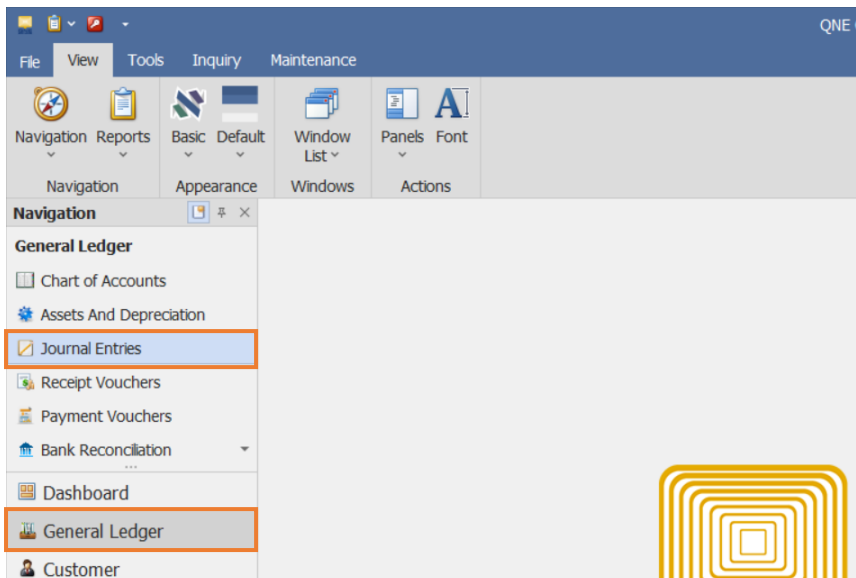 QNE
File View Tools Inquiry Maintenance
Navigation Reports Basic Default Window List Panels Font
Navigation Appearance Windows Actions
Navigation
General Ledger
Chart of Accounts
Assets And Depreciation
Journal Entries
Receipt Vouchers
Payment Vouchers
Bank Reconciliation
Dashboard
General Ledger
Customer